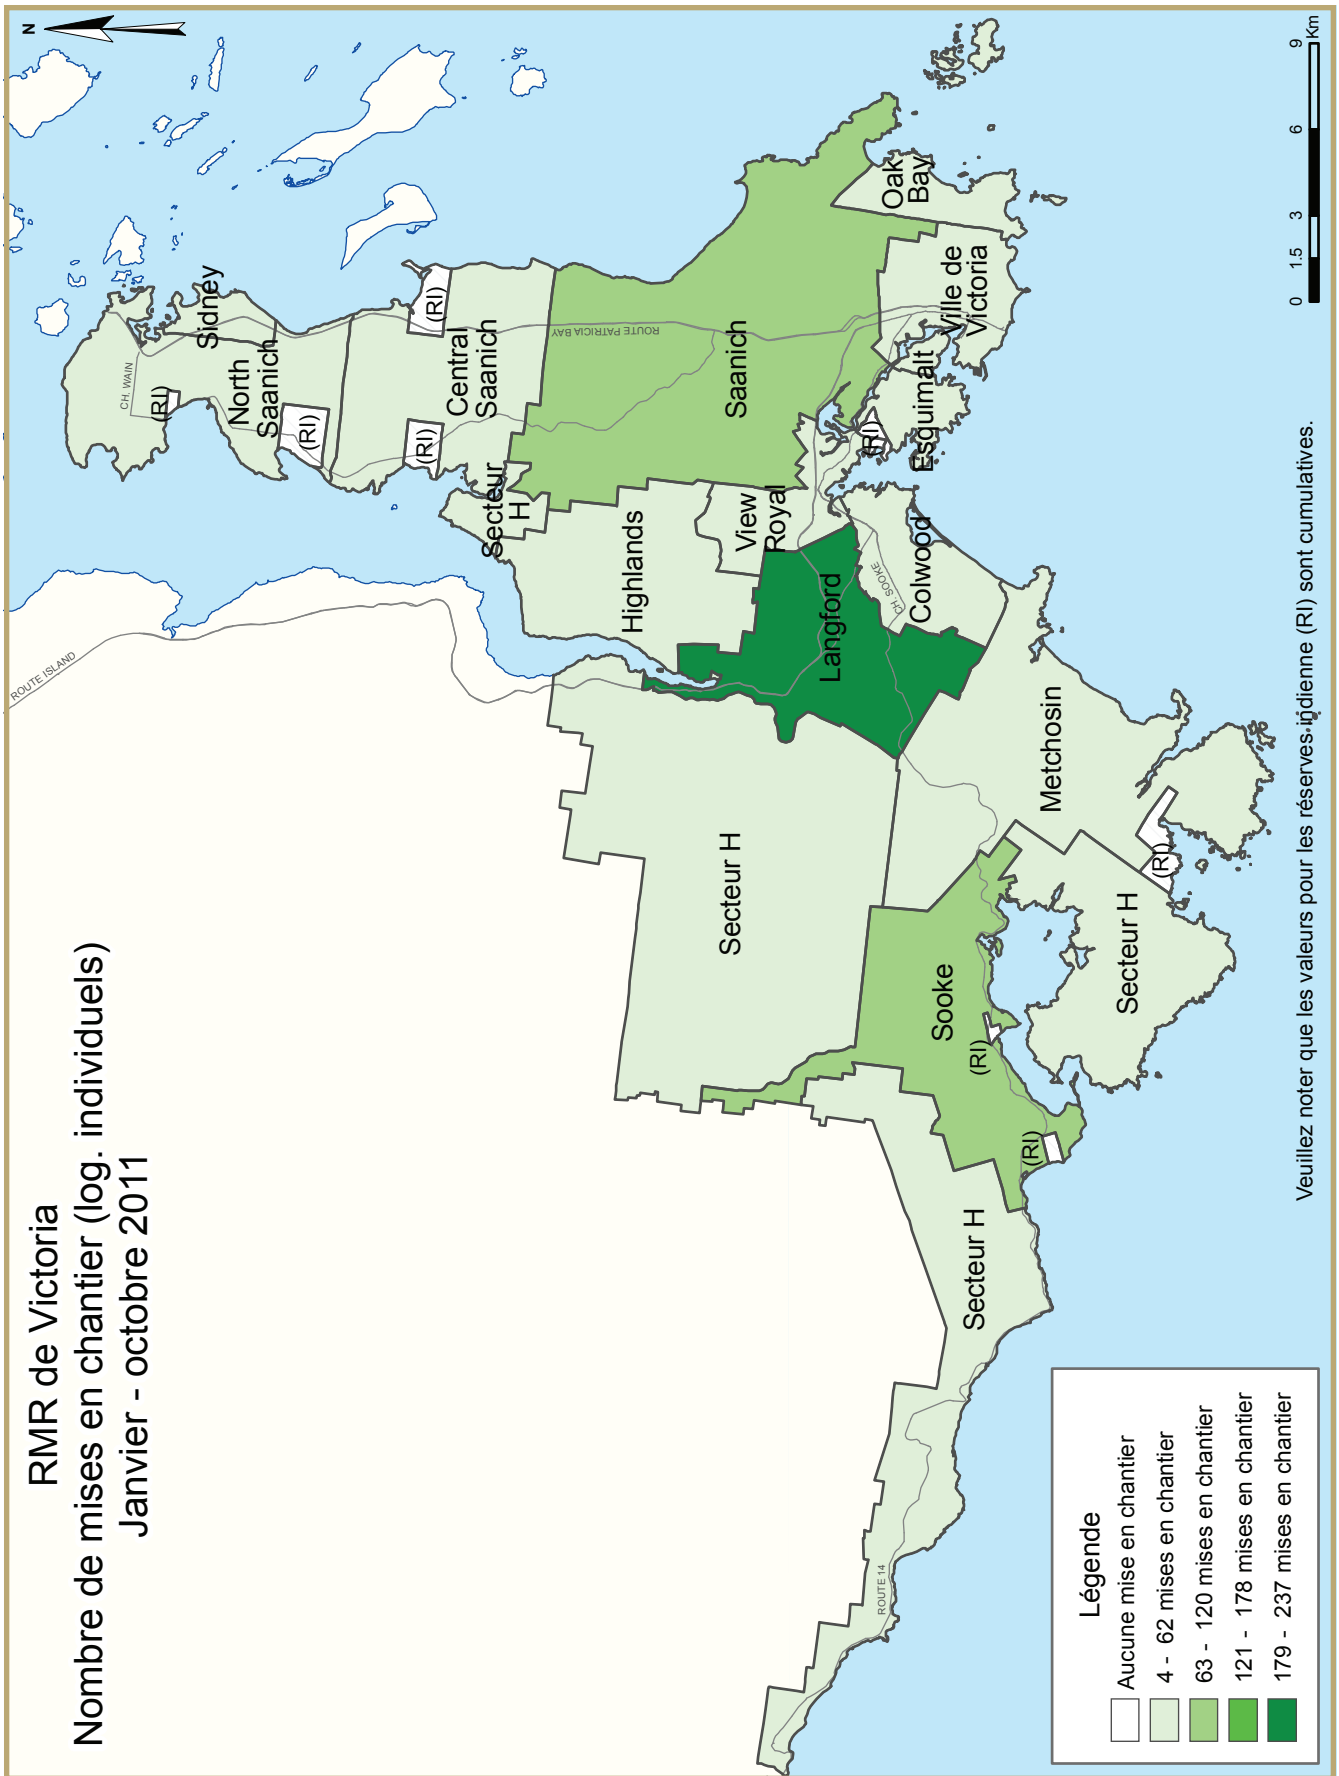 RMR de Victoria
Nombre de mises en chantier (log. individuels)
Janvier - octobre 2011
N
ROUTE ISLAND
CH. WAIN
(RI)
Sidney
North
Saanich
(RI)
(RI)
(RI)
Central
Saanich
ROUTE PATRICIA BAY
Secteur
H
Saanich
Highlands
View
Royal
Oak
Bay
Ville de
Victoria
(RI)
Esquimalt
Langford
CH. SOOKE
Colwood
Metchosin
(RI)
Secteur H
Secteur H
Sooke
(RI)
(RI)
Secteur H
ROUTE 14
Légende
Aucune mise en chantier
4 - 62 mises en chantier
63 - 120 mises en chantier
121 - 178 mises en chantier
179 - 237 mises en chantier
0 1.5 3 6 9
Km
Veuillez noter que les valeurs pour les réserves indienne (RI) sont cumulatives.